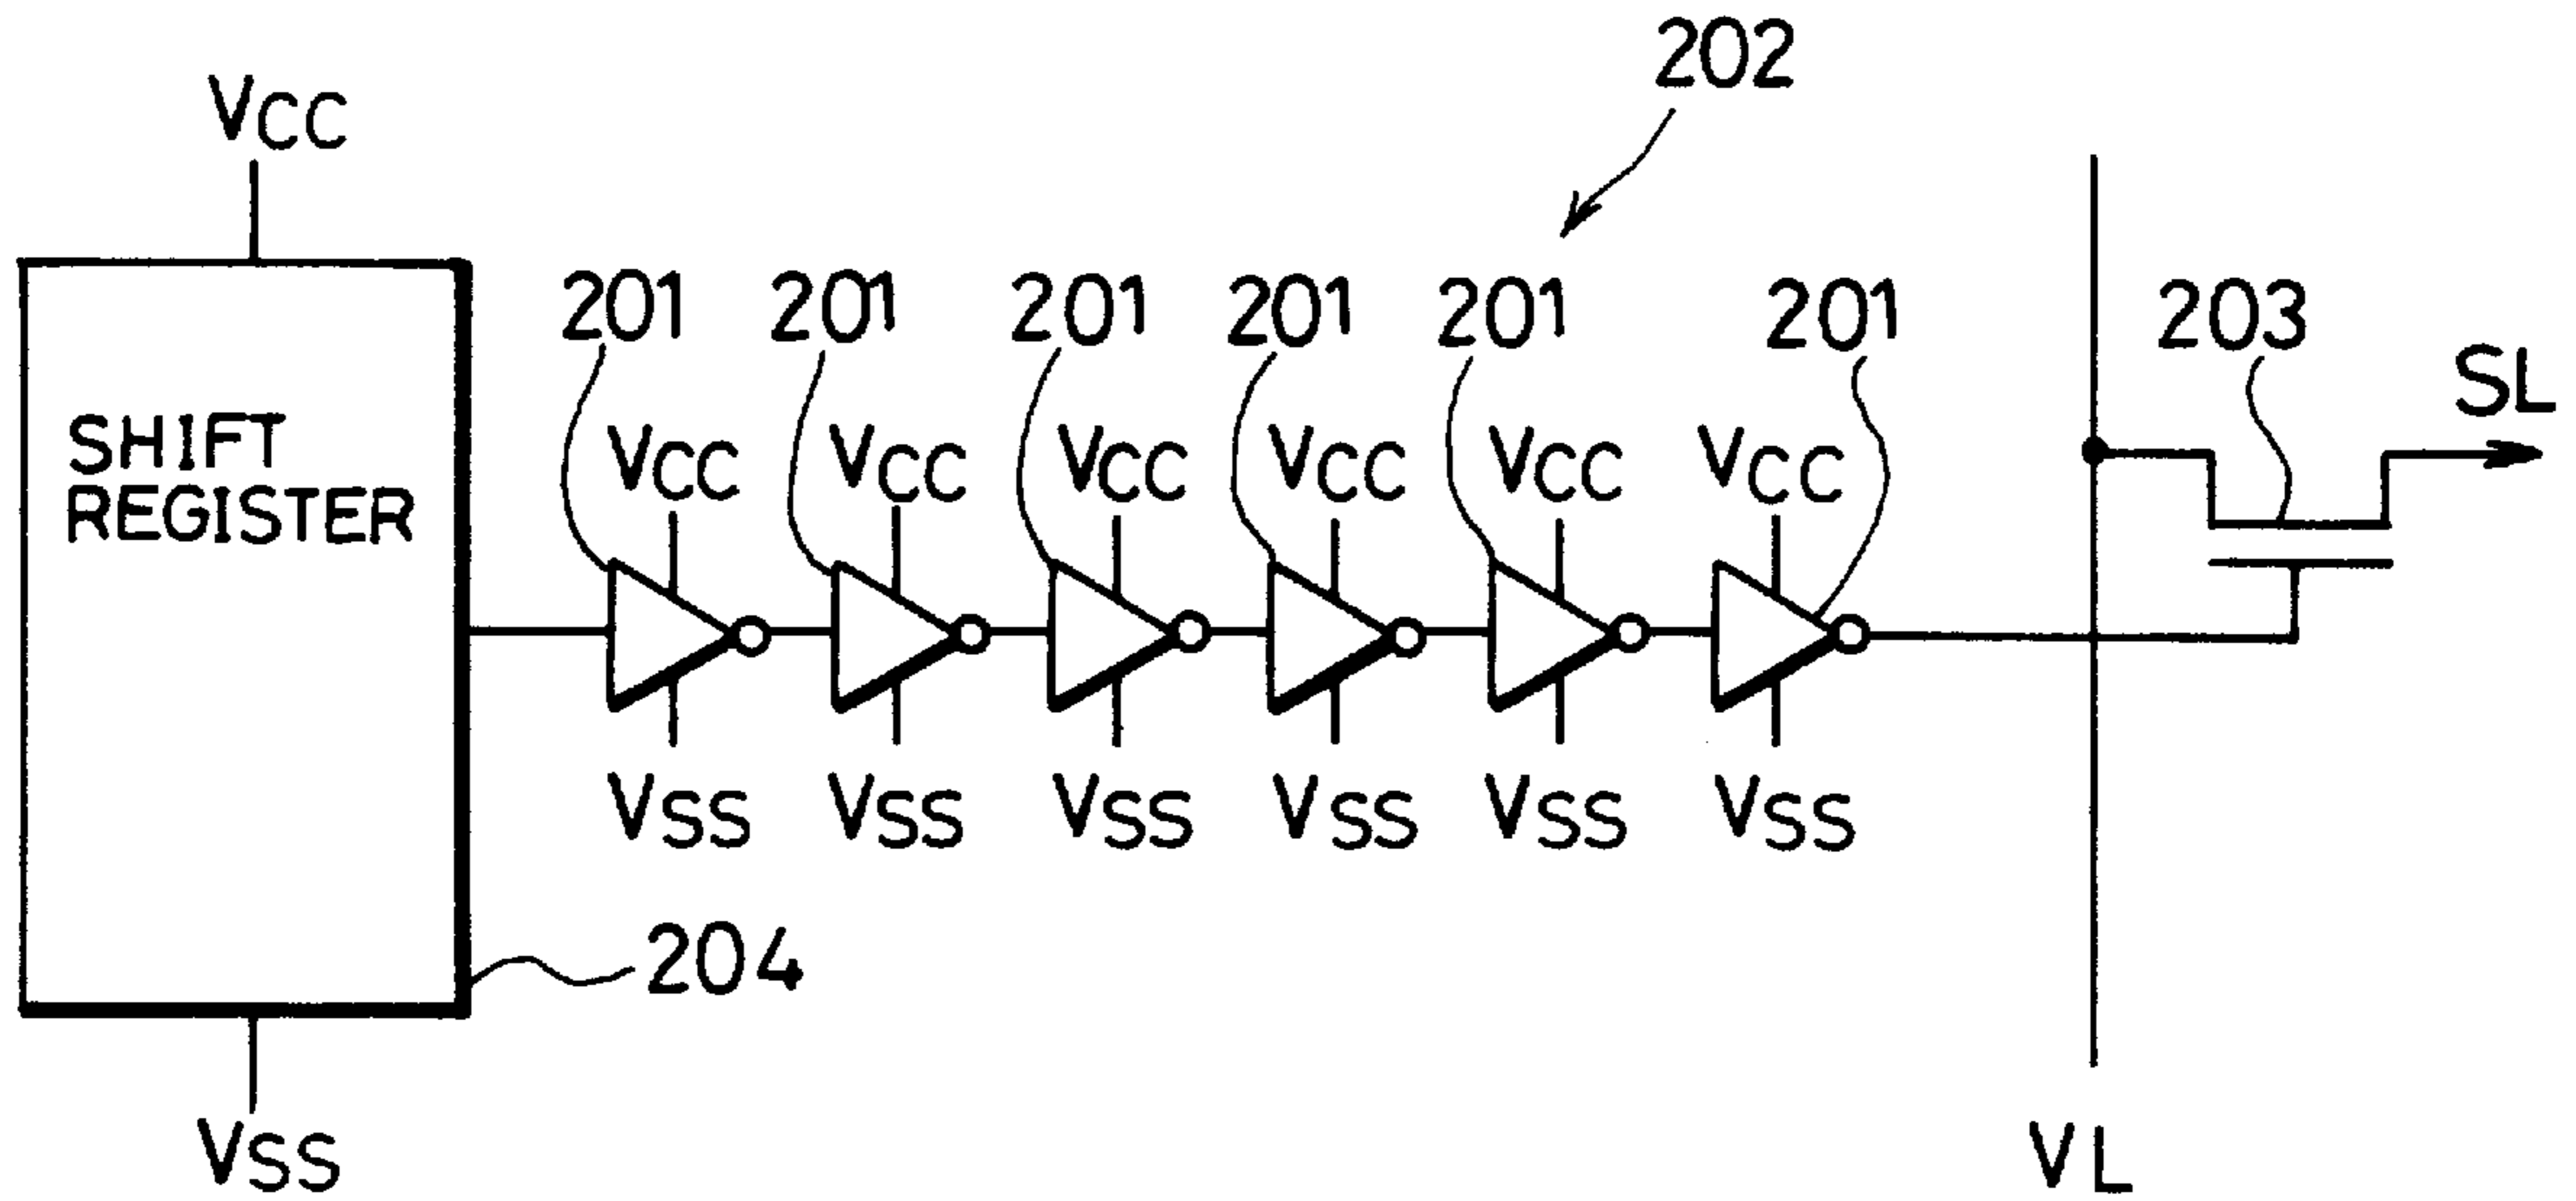 202
VCC
201 201 201 201 201 201 203
SL
SHIFT
REGISTER
VCC VCC VCC VCC VCC VCC
VSS VSS VSS VSS VSS VSS
204
VSS
VL